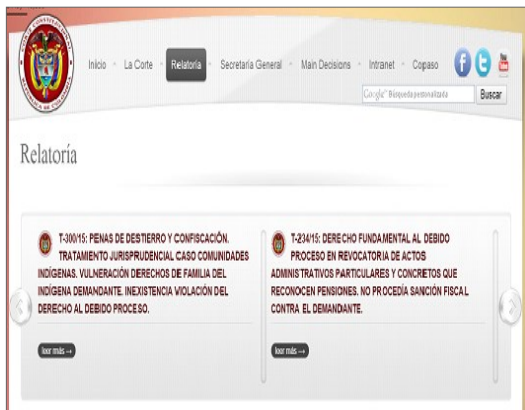 Inicio
La Corte
Relatoría
Secretaría General
Main Decisions
Intranet
Copaso
Google™ Búsqueda personalizada
Buscar
Relatoría
T-300/15: PENAS DE DESTIERRO Y CONFISCACIÓN.
TRATAMIENTO JURISPRUDENCIAL CASO COMUNIDADES
INDÍGENAS. VULNERACIÓN DERECHOS DE FAMILIA DEL
INDÍGENA DEMANDANTE. INEXISTENCIA VIOLACIÓN DEL
DERECHO AL DEBIDO PROCESO.
leer más →
T-234/15: DERECHO FUNDAMENTAL AL DEBIDO
PROCESO EN REVOCATORIA DE ACTOS
ADMINISTRATIVOS PARTICULARES Y CONCRETOS QUE
RECONOCEN PENSIONES. NO PROCEDÍA SANCIÓN FISCAL
CONTRA EL DEMANDANTE.
leer más →